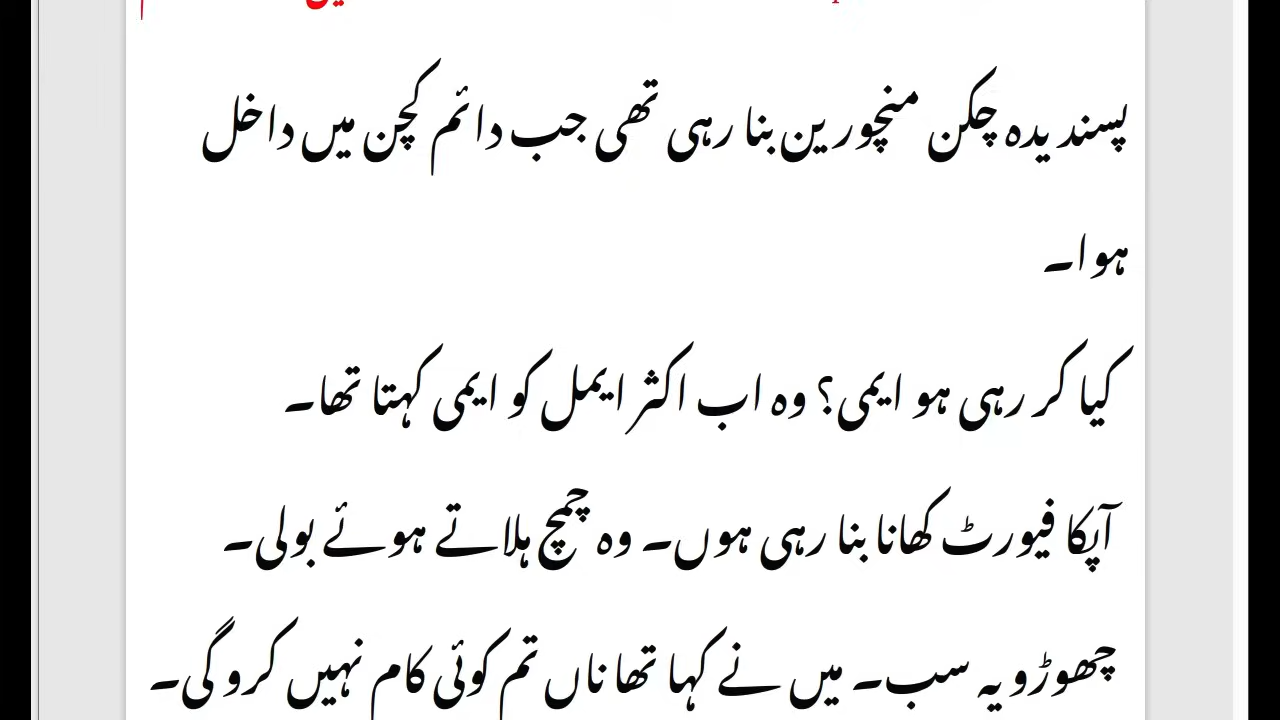 پسندیدہ چکن منچورین بنا رہی تھی جب دائم کچن میں داخل
ہوا۔
کیا کر رہی ہو ایمی؟ وہ اب اکثر ایمل کو ایمی کہتا تھا۔
آپکا فیورٹ کھانا بنا رہی ہوں۔ وہ چمچ ہلاتے ہوئے بولی۔
چھوڑو یہ سب۔ میں نے کہا تھا ناں تم کوئی کام نہیں کرو گی۔